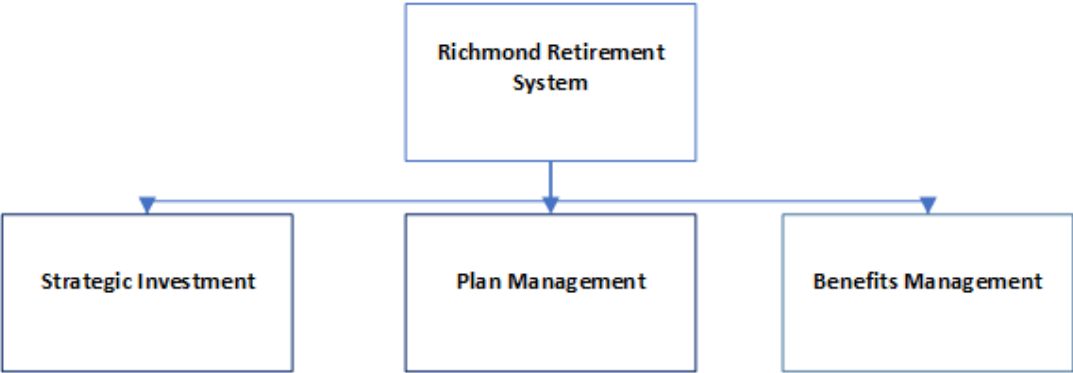 Richmond Retirement
System
Strategic Investment
Plan Management
Benefits Management